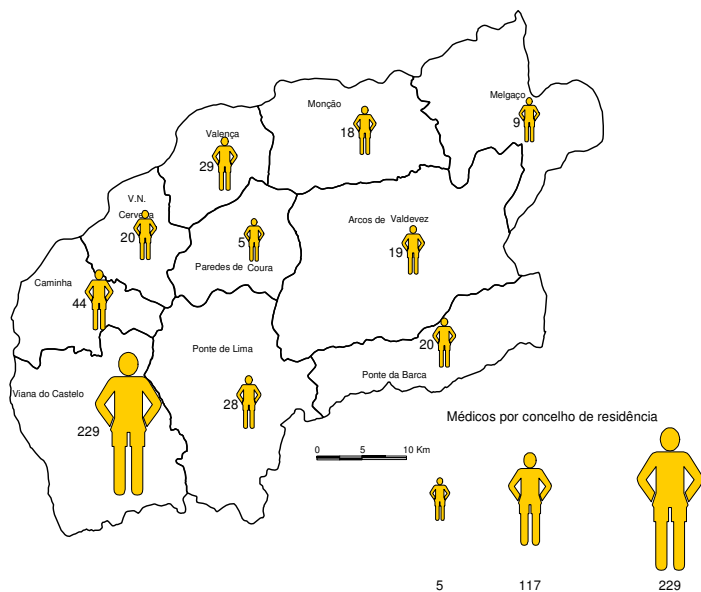 Melgaço
9
Monção
18
Valença
29
V.N.
Cerveira
20
Arcos de Valdevez
19
5
Paredes de Coura
Caminha
44
Ponte de Lima
28
20
Ponte da Barca
Viana do Castelo
229
Médicos por concelho de residência
0 5 10 Km
5 117 229